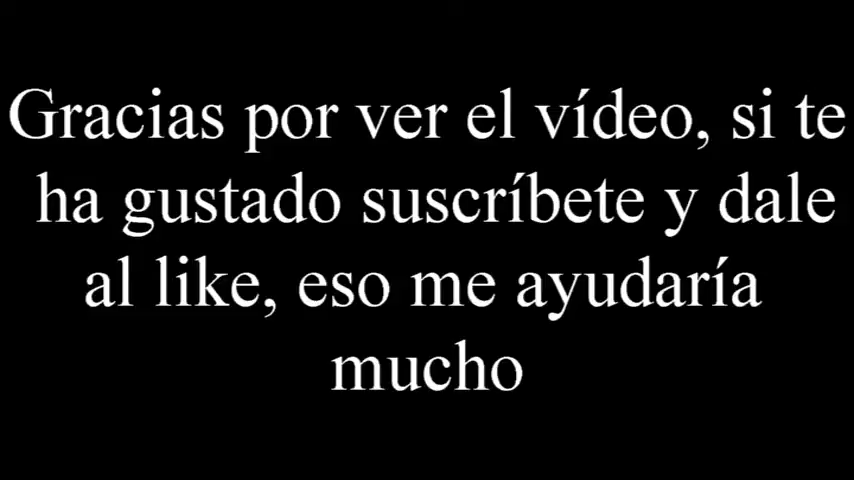 Gracias por ver el vídeo, si te
ha gustado suscríbete y dale
al like, eso me ayudaría
mucho